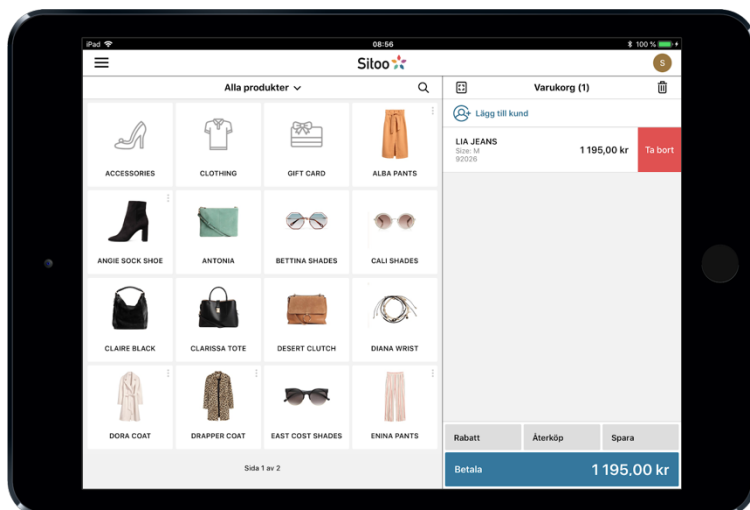 iPad
08:56
100 %
Sitoo
S
Alla produkter
Varukorg (1)
Lägg till kund
LIA JEANS
Size: M
92026
1 195,00 kr
Ta bort
ACCESSORIES
CLOTHING
GIFT CARD
ALBA PANTS
ANGIE SOCK SHOE
ANTONIA
BETTINA SHADES
CALI SHADES
CLAIRE BLACK
CLARISSA TOTE
DESERT CLUTCH
DIANA WRIST
DORA COAT
DRAPPER COAT
EAST COST SHADES
ENINA PANTS
Sida 1 av 2
Rabatt
Återköp
Spara
Betala
1 195,00 kr